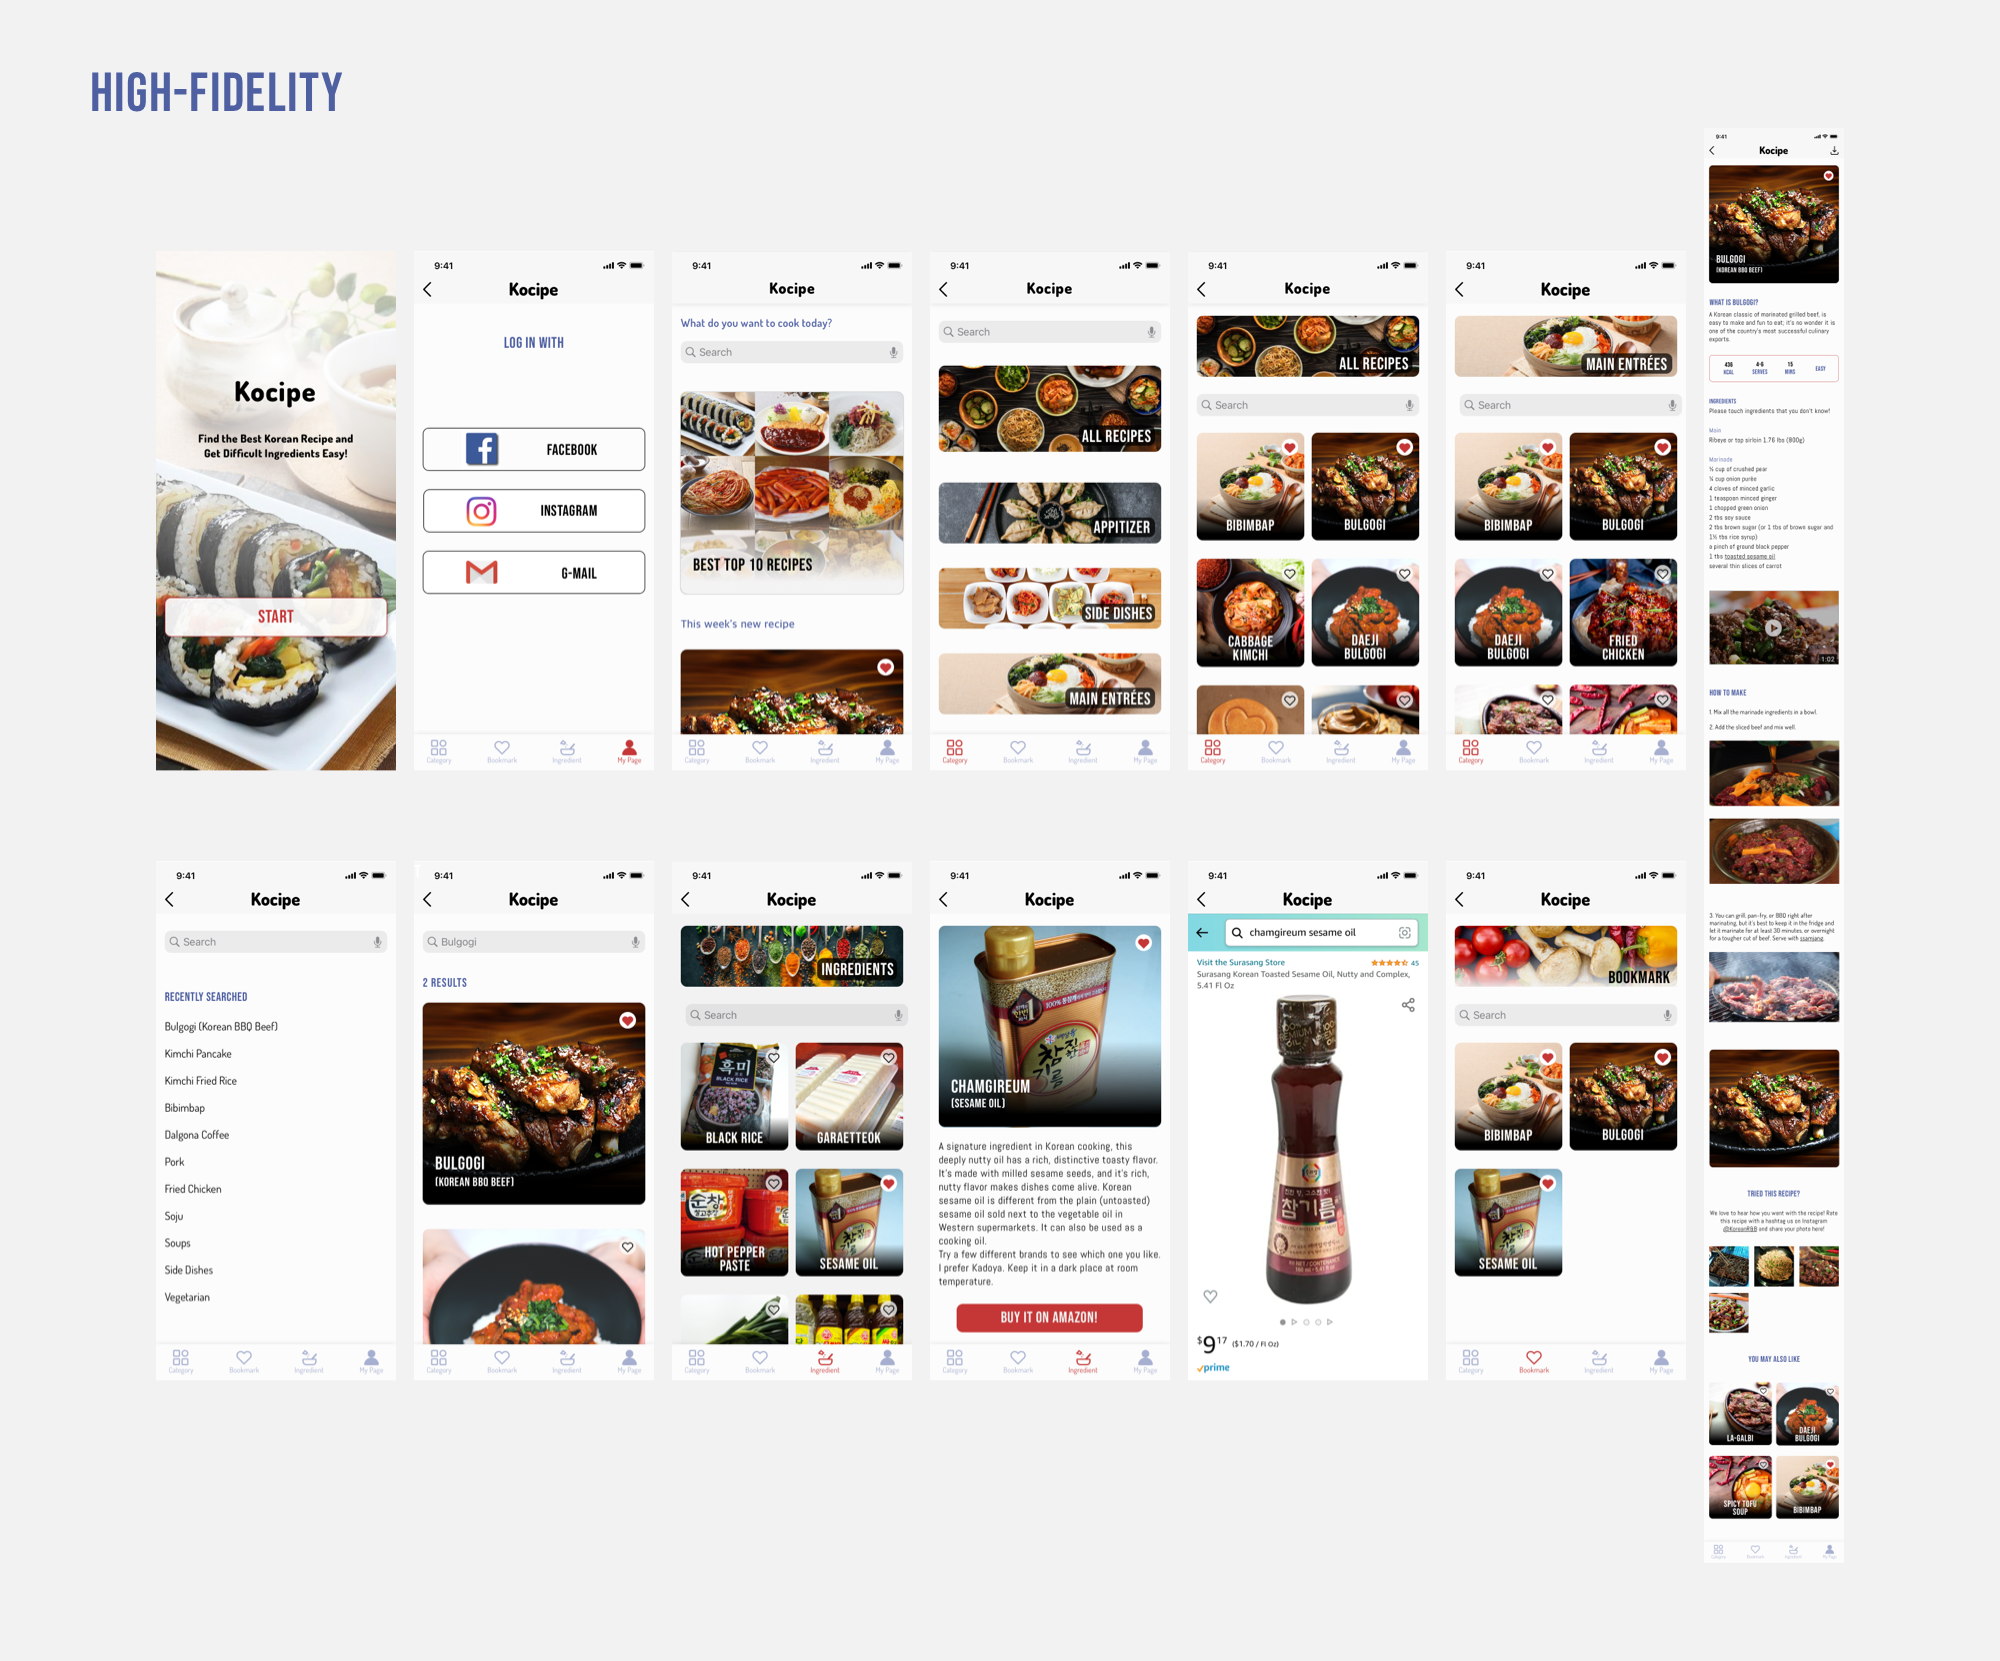 HIGH-FIDELITY
Kocipe
Find the Best Korean Recipe and
Get Difficult Ingredients Easy!
START
9:41
Kocipe
LOG IN WITH
FACEBOOK
INSTAGRAM
G-MAIL
Category
Bookmark
Ingredient
My Page
9:41
Kocipe
What do you want to cook today?
Search
BEST TOP 10 RECIPES
This week's new recipe
Category
Bookmark
Ingredient
My Page
9:41
Kocipe
Search
ALL RECIPES
APPITIZER
SIDE DISHES
MAIN ENTRÉES
Category
Bookmark
Ingredient
My Page
9:41
Kocipe
ALL RECIPES
Search
BIBIMBAP
BULGOGI
CABBAGE
KIMCHI
DAEJI
BULGOGI
Category
Bookmark
Ingredient
My Page
9:41
Kocipe
MAIN ENTRÉES
Search
BIBIMBAP
BULGOGI
DAEJI
BULGOGI
FRIED
CHICKEN
Category
Bookmark
Ingredient
My Page
9:41
Kocipe
BULGOGI
(KOREAN BBQ BEEF)
WHAT IS BULGOGI?
A Korean classic of marinated grilled beef, is
easy to make and fun to eat; it's no wonder it is
one of the country's most successful culinary
exports.
436
KCAL
4-6
SERVES
15
MINS
EASY
INGREDIENTS
Please touch ingredients that you don't know!
Main
Ribeye or top sirloin 1.76 lbs (800g)
Marinade
cup of crushed pear
¼ cup onion purée
4 cloves of minced garlic
1 teaspoon minced ginger
1 chopped green onion
2 tbs soy sauce
2 tbs brown sugar (or 1 tbs of brown sugar and
1½ tbs rice syrup)
a pinch of ground black pepper
1 tbs toasted sesame oil
several thin slices of carrot
1:02
HOW TO MAKE
1. Mix all the marinade ingredients in a bowl.
2. Add the sliced beef and mix well.
3. You can grill, pan-fry, or BBQ right after
marinating, but it's best to keep it in the fridge and
let it marinate for at least 30 minutes, or overnight
for a tougher cut of beef. Serve with ssamjang.
TRIED THIS RECIPE?
We love to hear how you went with the recipe! Rate
this recipe with a hashtag us on Instagram
@KoreanR&B and share your photo here!
YOU MAY ALSO LIKE
LA-GALBI
DAEJI
BULGOGI
SPICY TOFU
SOUP
BIBIMBAP
Category
Bookmark
Ingredient
My Page
9:41
Kocipe
Search
RECENTLY SEARCHED
Bulgogi (Korean BBQ Beef)
Kimchi Pancake
Kimchi Fried Rice
Bibimbap
Dalgona Coffee
Pork
Fried Chicken
Soju
Soups
Side Dishes
Vegetarian
Category
Bookmark
Ingredient
My Page
9:41
Kocipe
Bulgogi
2 RESULTS
BULGOGI
(KOREAN BBQ BEEF)
Category
Bookmark
Ingredient
My Page
9:41
Kocipe
INGREDIENTS
Search
흑미
BLACK RICE
BLACK RICE
GARAETTEOK
순창
HOT PEPPER
PASTE
SESAME OIL
Category
Bookmark
Ingredient
My Page
9:41
Kocipe
100%
참진한
기름
CHAMGIREUM
(SESAME OIL)
A signature ingredient in Korean cooking, this
deeply nutty oil has a rich, distinctive toasty flavor.
It's made with milled sesame seeds, and it's rich,
nutty flavor makes dishes come alive. Korean
sesame oil is different from the plain (untoasted)
sesame oil sold next to the vegetable oil in
Western supermarkets. It can also be used as a
cooking oil.
Try a few different brands to see which one you like.
I prefer Kadoya. Keep it in a dark place at room
temperature.
BUY IT ON AMAZON!
Category
Bookmark
Ingredient
My Page
9:41
Kocipe
chamgireum sesame oil
Visit the Surasang Store
45
Surasang Korean Toasted Sesame Oil, Nutty and Complex,
5.41 Fl Oz
참기름
$9 17 ($1.70 / Fl Oz)
prime
9:41
Kocipe
BOOKMARK
Search
BIBIMBAP
BULGOGI
SESAME OIL
Category
Bookmark
Ingredient
My Page